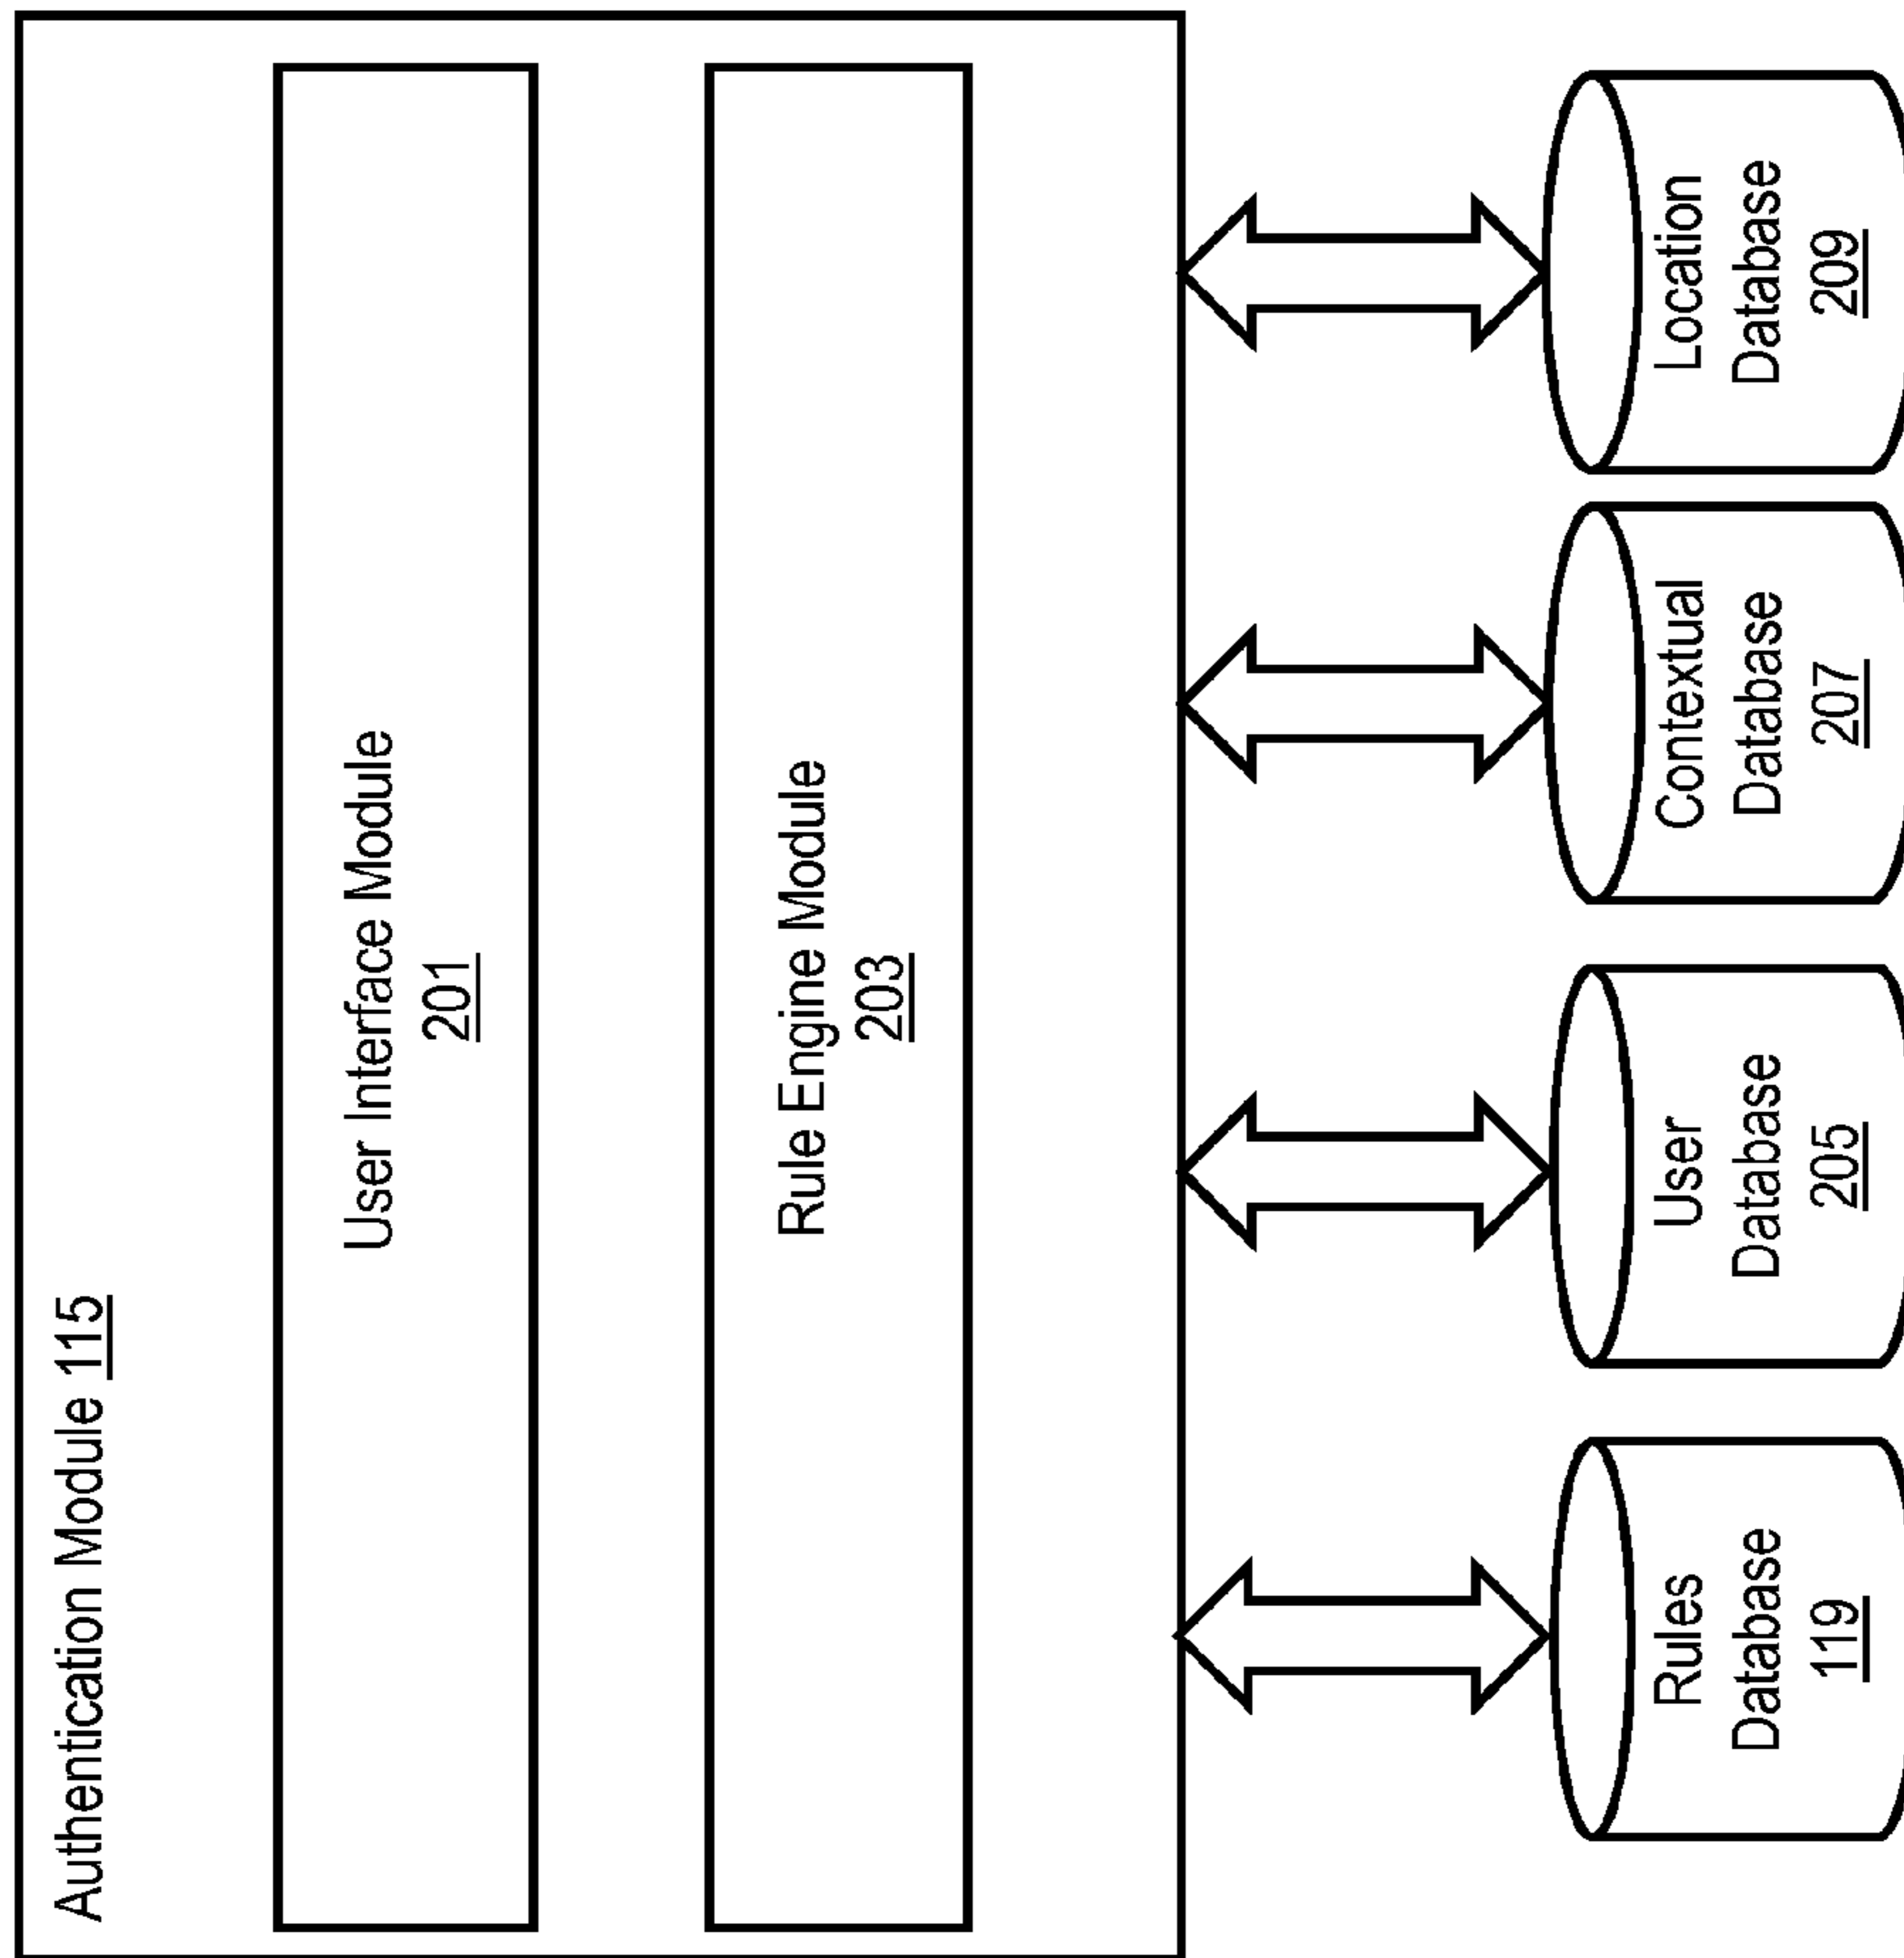 Authentication Module 115
User Interface Module
201
Rule Engine Module
203
Rules
Database
119
User
Database
205
Contextual
Database
207
Location
Database
209